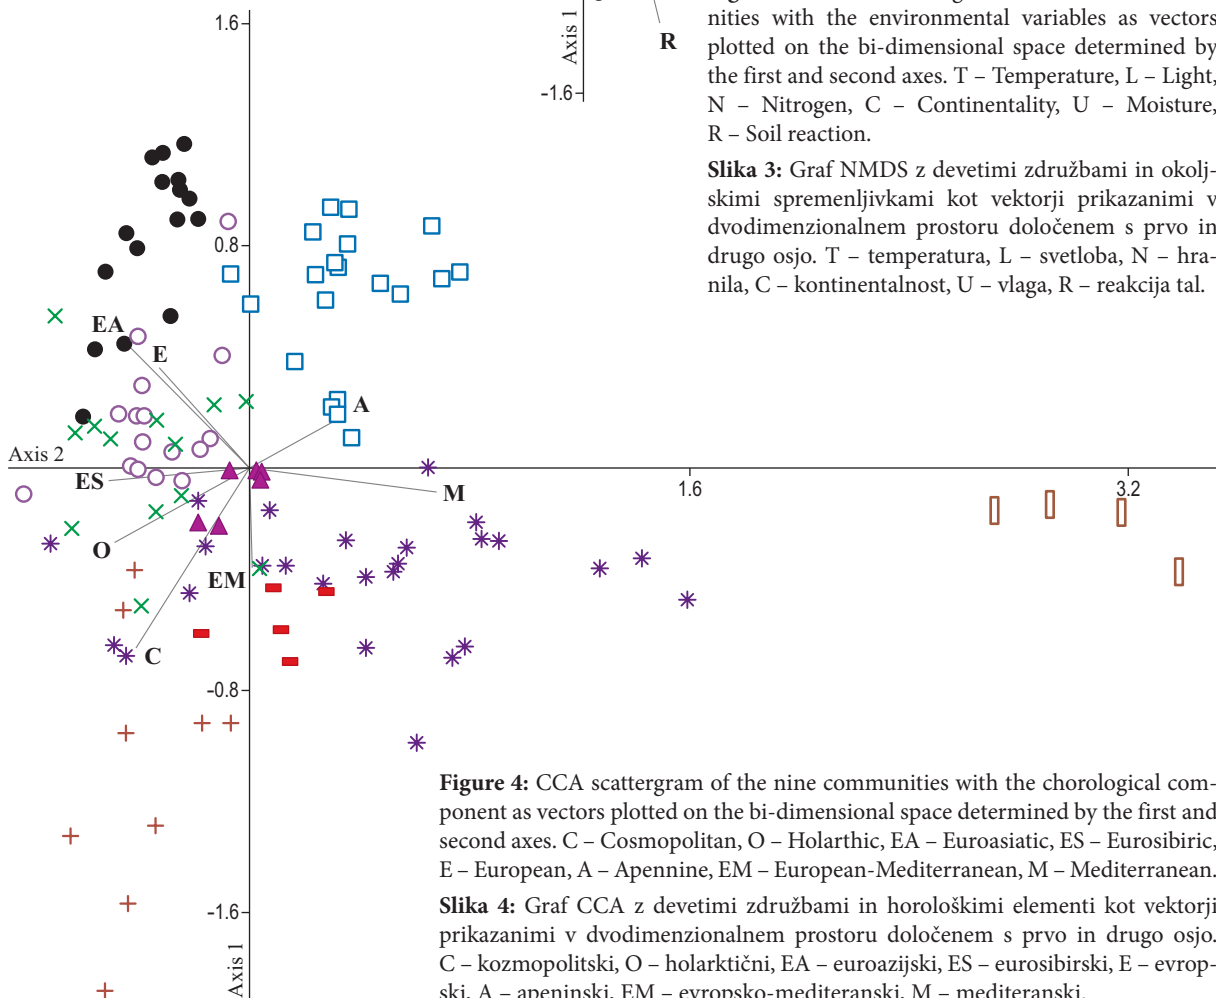 1.6
Axis 1
R
-1.6
nities with the environmental variables as vectors
plotted on the bi-dimensional space determined by
the first and second axes. T – Temperature, L – Light,
N – Nitrogen, C – Continentality, U – Moisture,
R – Soil reaction.
Slika 3: Graf NMDS z devetimi združbami in okolj-
skimi spremenljivkami kot vektorji prikazanimi v
dvodimenzionalnem prostoru določenem s prvo in
drugo osjo. T – temperatura, L – svetloba, N – hra-
nila, C – kontinentalnost, U – vlaga, R – reakcija tal.
0.8
EA
E
A
Axis 2
ES
M
1.6
3.2
O
EM
C
-0.8
-1.6
Axis 1
Figure 4: CCA scattergram of the nine communities with the chorological com-
ponent as vectors plotted on the bi-dimensional space determined by the first and
second axes. C – Cosmopolitan, O – Holarthic, EA – Euroasiatic, ES – Eurosibiric,
E – European, A – Apennine, EM – European-Mediterranean, M – Mediterranean.
Slika 4: Graf CCA z devetimi združbami in horološkimi elementi kot vektorji
prikazanimi v dvodimenzionalnem prostoru določenem s prvo in drugo osjo.
C – kozmopolitski, O – holarktični, EA – euroazijski, ES – eurosibirski, E – evrop-
ski, A – apeninski, EM – evropsko-mediteranski, M – mediteranski.